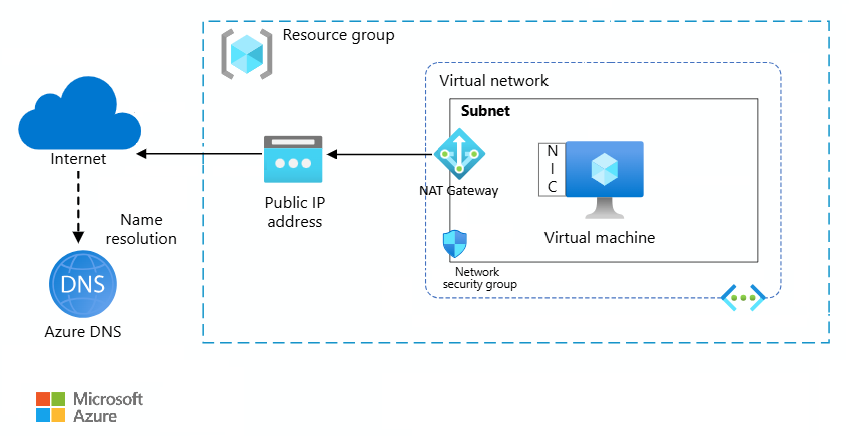 Resource group
Virtual network
Subnet
Internet
NAT Gateway
N
I
C
Public IP
address
Name
resolution
Virtual machine
DNS
Network
security group
Azure DNS
Microsoft
Azure